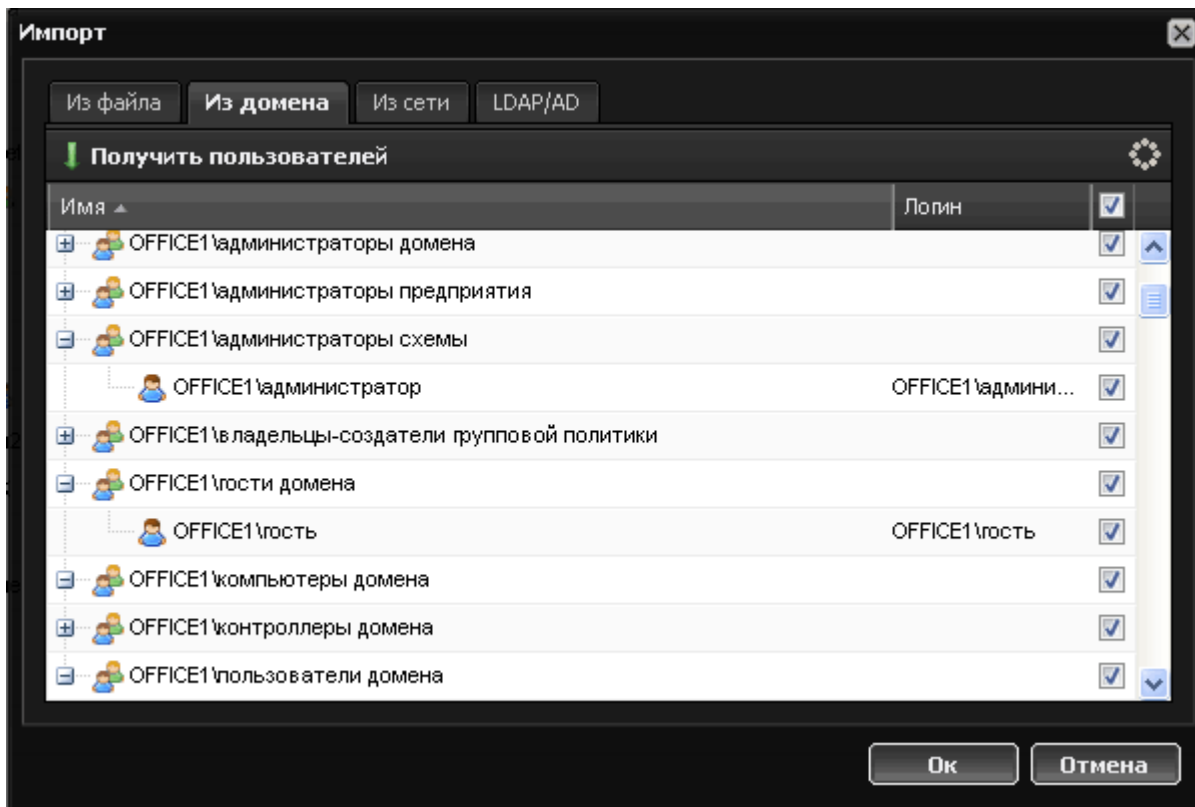 Импорт
Из файла Из домена Из сети LDAP/AD
Получить пользователей
Имя Логин
OFFICE1\администраторы домена
OFFICE1\администраторы предприятия
OFFICE1\администраторы схемы
OFFICE1\администратор OFFICE1\админи...
OFFICE1\владельцы-создатели групповой политики
OFFICE1\гости домена
OFFICE1\гость OFFICE1\гость
OFFICE1\компьютеры домена
OFFICE1\контроллеры домена
OFFICE1\пользователи домена
Ок Отмена